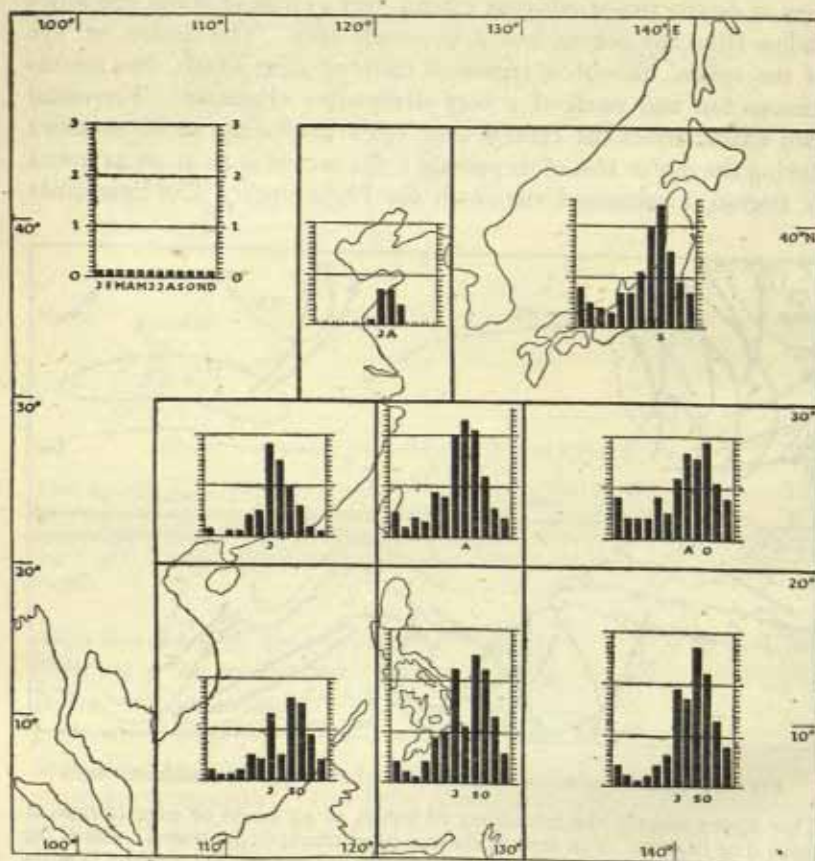 100° 110° 120° 130° 140°E
3 3
2 2
1 1
0 0
J F M A M J J A S O N D
40° 40°N
J A
S
30° 30°
J
A
A O
20° 20°
J S O
J S O
J S O
10° 10°
100° 110° 120° 130° 140°